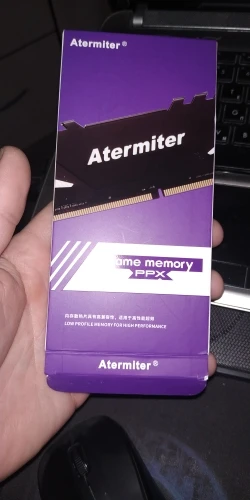 Atermiter®
Atermiter
ame memory
PPX
LOW PROFILE MEMORY FOR HIGH PERFORMANCE
Atermiter®